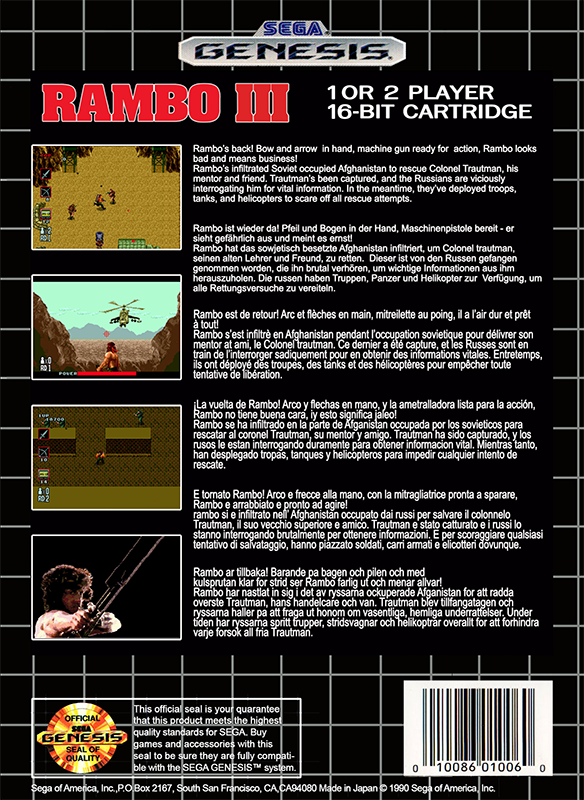 SEGA
GENESIS
RAMBO III
1 OR 2 PLAYER
16-BIT CARTRIDGE
Rambo's back! Bow and arrow in hand, machine gun ready for action, Rambo looks
bad and means business!
Rambo's infiltrated Soviet occupied Afghanistan to rescue Colonel Trautman, his
mentor and friend. Trautman's been captured, and the Russians are viciously
interrogating him for vital information. In the meantime, they've deployed troops,
tanks, and helicopters to scare off all rescue attempts.
Rambo ist wieder da! Pfeil und Bogen in der Hand, Maschinenpistole bereit - er
sieht gefährlich aus und meint es ernst!
Rambo hat das sowjetisch besetzte Afghanistan infiltriert, um Colonel trautman,
seinen alten Lehrer und Freund, zu retten. Dieser ist von den Russen gefangen
genommen worden, die ihn brutal verhören, um wichtige Informationen aus ihm
herauszuholen. Die russen haben Truppen, Panzer und Helikopter zur Verfügung, um
alle Rettungsversuche zu vereiteln.
Rambo est de retour! Arc et flèches en main, mitreilette au poing, il a l'air dur et prêt
à tout!
Rambo s'est infiltrè en Afghanistan pendant l'occupation sovietique pour délivrer son
mentor at ami, le Colonel trautman. Ce dernier a été capture, et les Russes sont en
train de l'interrorger sadiquement pour en obtenir des informations vitales. Entretemps,
ils ont déployé des troupes, des tanks et des hélicoptères pour empêcher toute
tentative de libération.
¡La vuelta de Rambo! Arco y flechas en mano, y la ametralladora lista para la acción,
Rambo no tiene buena cara, ¡y esto significa jaleo!
Rambo se ha infiltrado en la parte de Afganistan occupada por los sovieticos para
rescatar al coronel Trautman, su mentor y amigo. Trautman ha sido capturado, y los
rusos le estan interrogando duramente para obtener informacion vital. Mientras tanto,
han desplegado tropas, tanques y helicopteros para impedir cualquier intento de
rescate.
E tornato Rambo! Arco e frecce alla mano, con la mitragliatrice pronta a sparare,
Rambo e arrabbiato e pronto ad agire!
rambo si e infiltrato nell' Afghanistan occupato dai russi per salvare il colonnelo
Trautman, il suo vecchio superiore e amico. Trautman e stato catturato e i russi lo
stanno interrogando brutalmente per ottenere informazioni. E per scoraggiare qualsiasi
tentativo di salvataggio, hanno piazzato soldati, carri armati e elicotteri dovunque.
Rambo ar tillbaka! Barande pa bagen och pilen och med
kulsprutan klar for strid ser Rambo farlig ut och menar allvar!
Rambo har nastlat in sig i det av ryssarna ockuperade Afghanistan for att radda
overste Trautman, hans handelcare och van. Trautman blev tillfangatagen och
ryssarna haller pa att fraga ut honom om vasentliga, hemliga underrattelser. Under
tiden har ryssarna spritt trupper, stridsvagnar och helikoptrar overallt for att forhindra
varje forsok all fria Trautman.
RD 1
RD 1
POWER
1UP
RD 2
OFFICIAL
SEGA
GENESIS
SEAL OF
QUALITY
This official seal is your guarantee
that this product meets the highest
quality standards for SEGA. Buy
games and accessories with this
seal to be sure they are fully compati-
ble with the SEGA GENESIS™ system.
0 10086 01006 0
Sega of America, Inc.,P.O Box 2167, South San Francisco, CA,CA94080 Made in Japan © 1990 Sega of America, Inc.